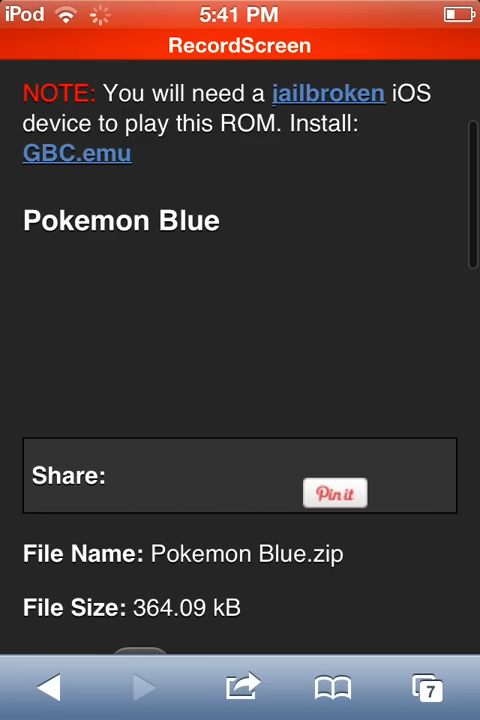 iPod 5:41 PM
RecordScreen
NOTE: You will need a jailbroken iOS
device to play this ROM. Install:
GBC.emu
Pokemon Blue
Share:
Pin it
File Name: Pokemon Blue.zip
File Size: 364.09 kB
7